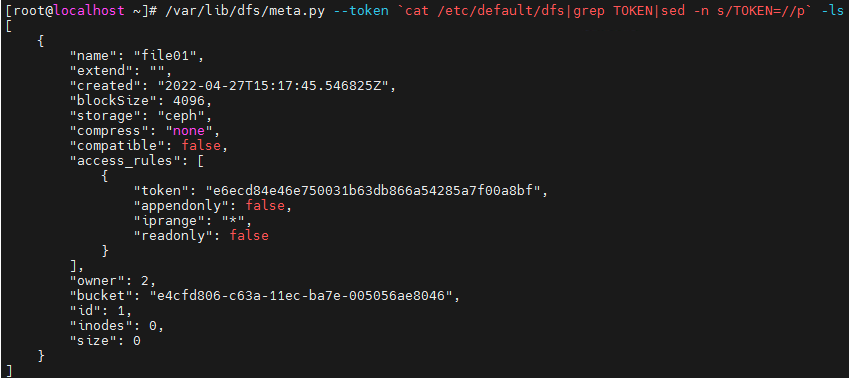 [root@localhost ~]# /var/lib/dfs/meta.py --token `cat /etc/default/dfs|grep TOKEN|sed -n s/TOKEN=//p` -ls
[
    {
        "name": "file01",
        "extend": "",
        "created": "2022-04-27T15:17:45.546825Z",
        "blockSize": 4096,
        "storage": "ceph",
        "compress": "none",
        "compatible": false,
        "access_rules": [
            {
                "token": "e6ecd84e46e750031b63db866a54285a7f00a8bf",
                "appendonly": false,
                "iprange": "*",
                "readonly": false
            }
        ],
        "owner": 2,
        "bucket": "e4cfd806-c63a-11ec-ba7e-005056ae8046",
        "id": 1,
        "inodes": 0,
        "size": 0
    }
]